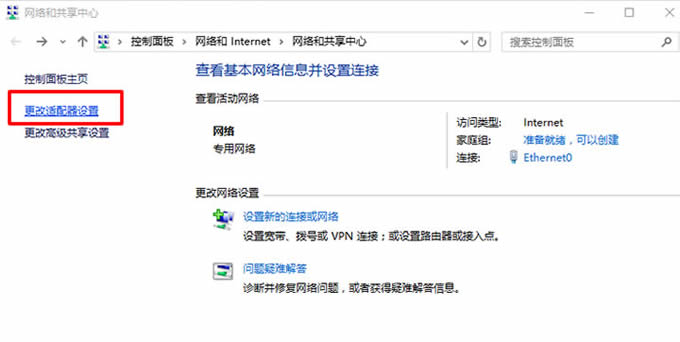 网络和共享中心
控制面板 › 网络和 Internet › 网络和共享中心
搜索控制面板
控制面板主页
更改适配器设置
更改高级共享设置
查看基本网络信息并设置连接
查看活动网络
网络
专用网络
访问类型: Internet
家庭组: 准备就绪，可以创建
连接: Ethernet0
更改网络设置
设置新的连接或网络
设置宽带、拨号或 VPN 连接；或设置路由器或接入点。
问题疑难解答
诊断并修复网络问题，或者获得疑难解答信息。